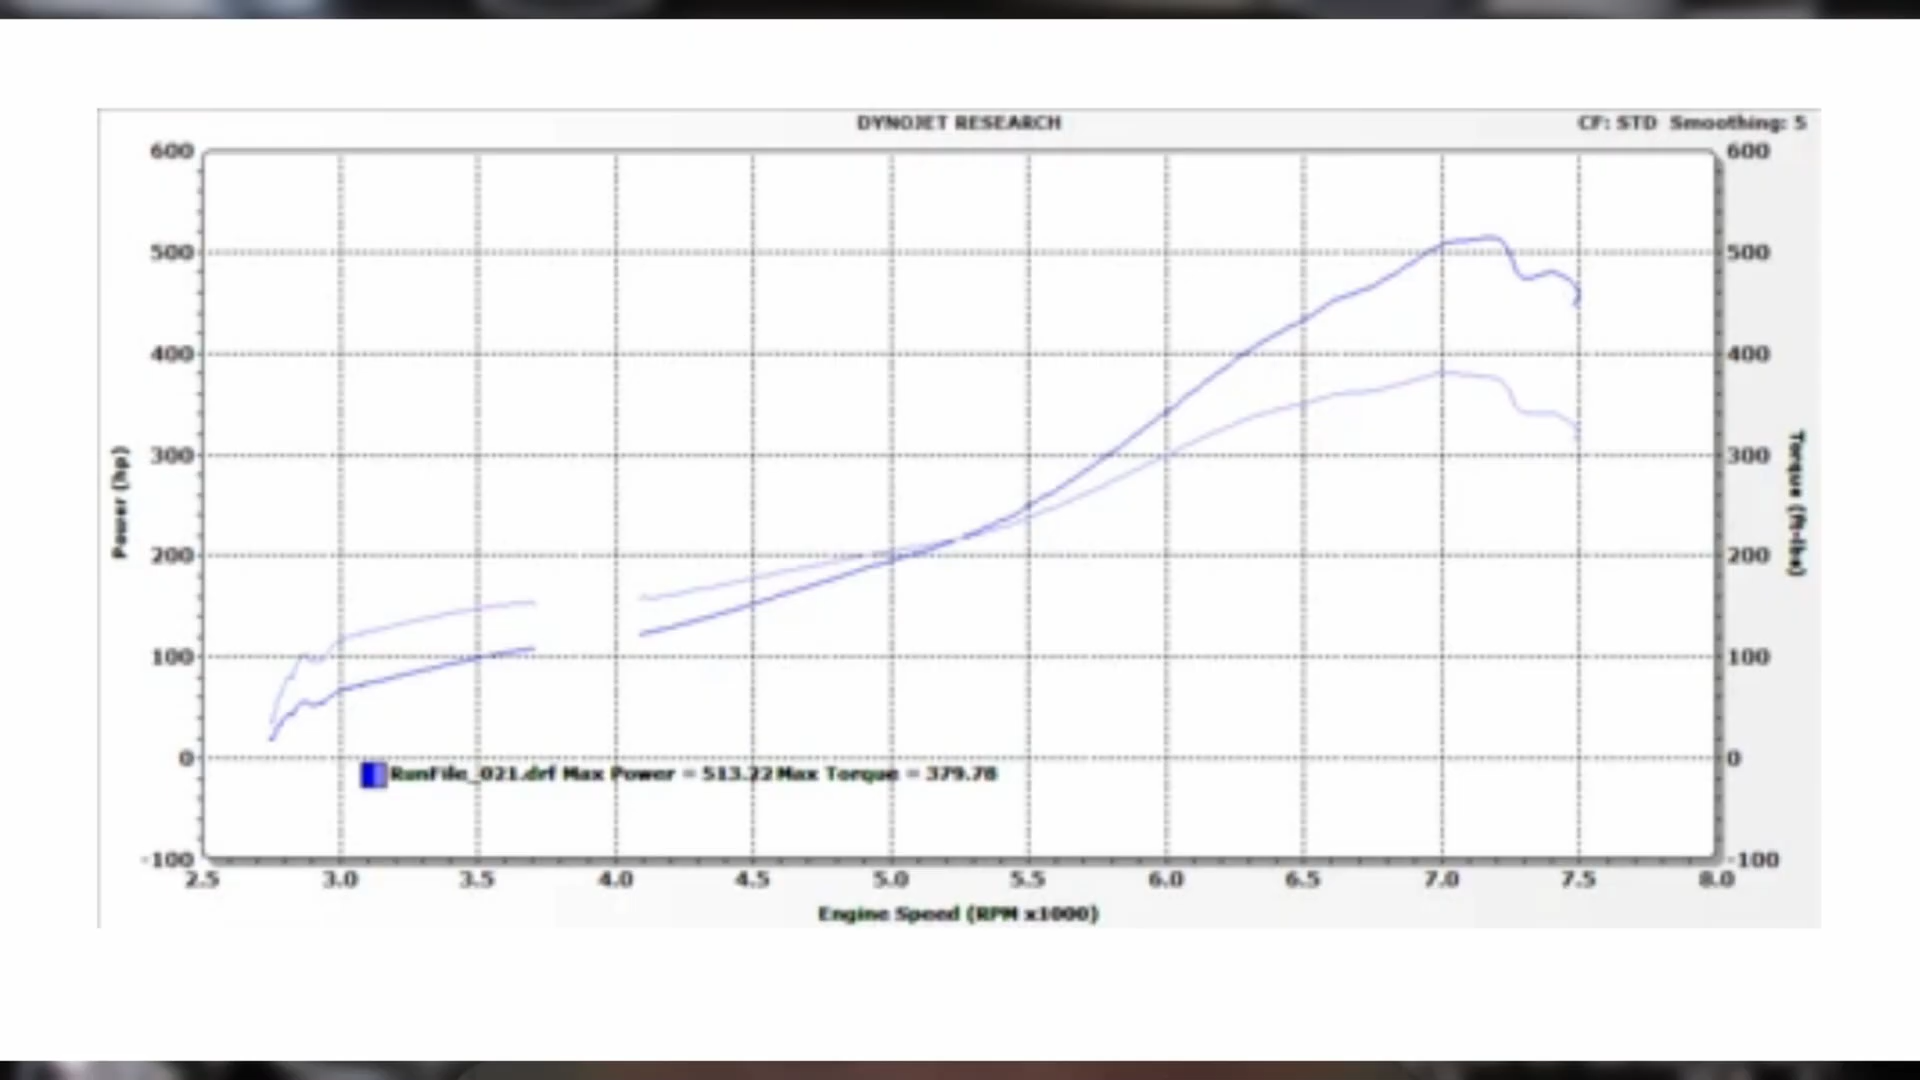 DYNOJET RESEARCH
CF: STD Smoothing: 5
600
500
400
300
200
100
0
-100
Power (hp)
600
500
400
300
200
100
0
-100
Torque (ft-lbs)
RunFile_021.drf Max Power = 513.22 Max Torque = 379.78
2.5 3.0 3.5 4.0 4.5 5.0 5.5 6.0 6.5 7.0 7.5 8.0
Engine Speed (RPM x1000)